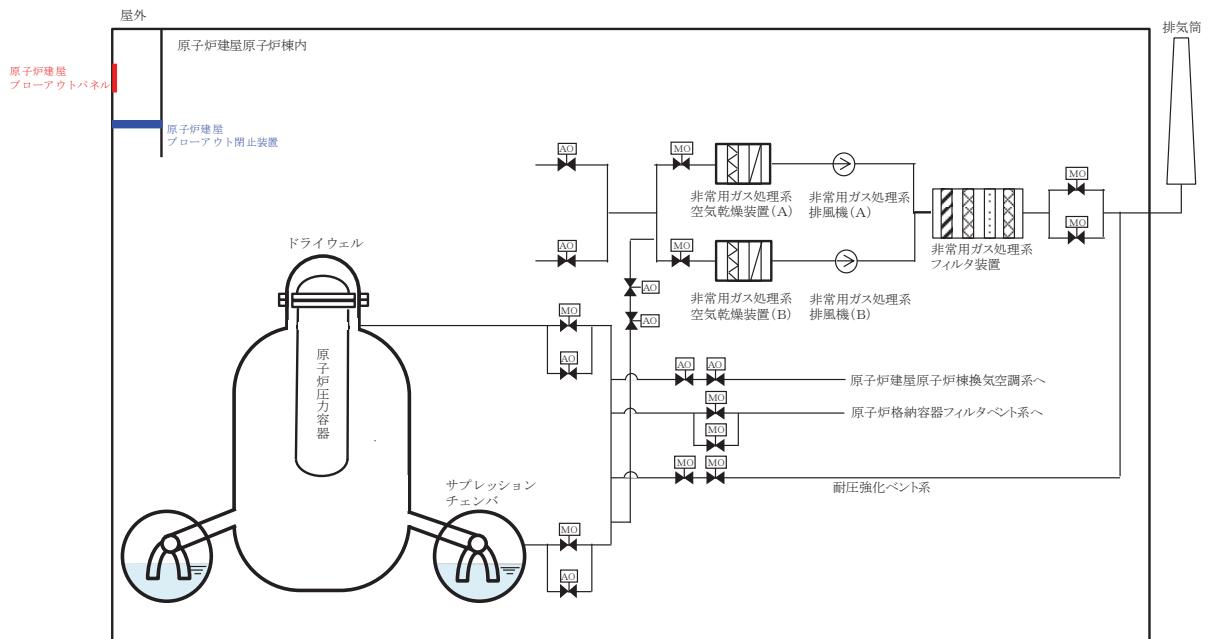 屋外
排気筒
原子炉建屋原子炉棟内
原子炉建屋
ブローアウトパネル
原子炉建屋
ブローアウト閉止装置
AO
MO
MO
非常用ガス処理系
空気乾燥装置(A)
非常用ガス処理系
排風機(A)
MO
ドライウェル
AO
MO
非常用ガス処理系
フィルタ装置
AO
非常用ガス処理系
空気乾燥装置(B)
非常用ガス処理系
排風機(B)
MO
AO
原子炉圧力容器
AO
AO
AO
原子炉建屋原子炉棟換気空調系へ
MO
原子炉格納容器フィルタベント系へ
MO
MO
MO
耐圧強化ベント系
サプレッション
チェンバ
MO
AO